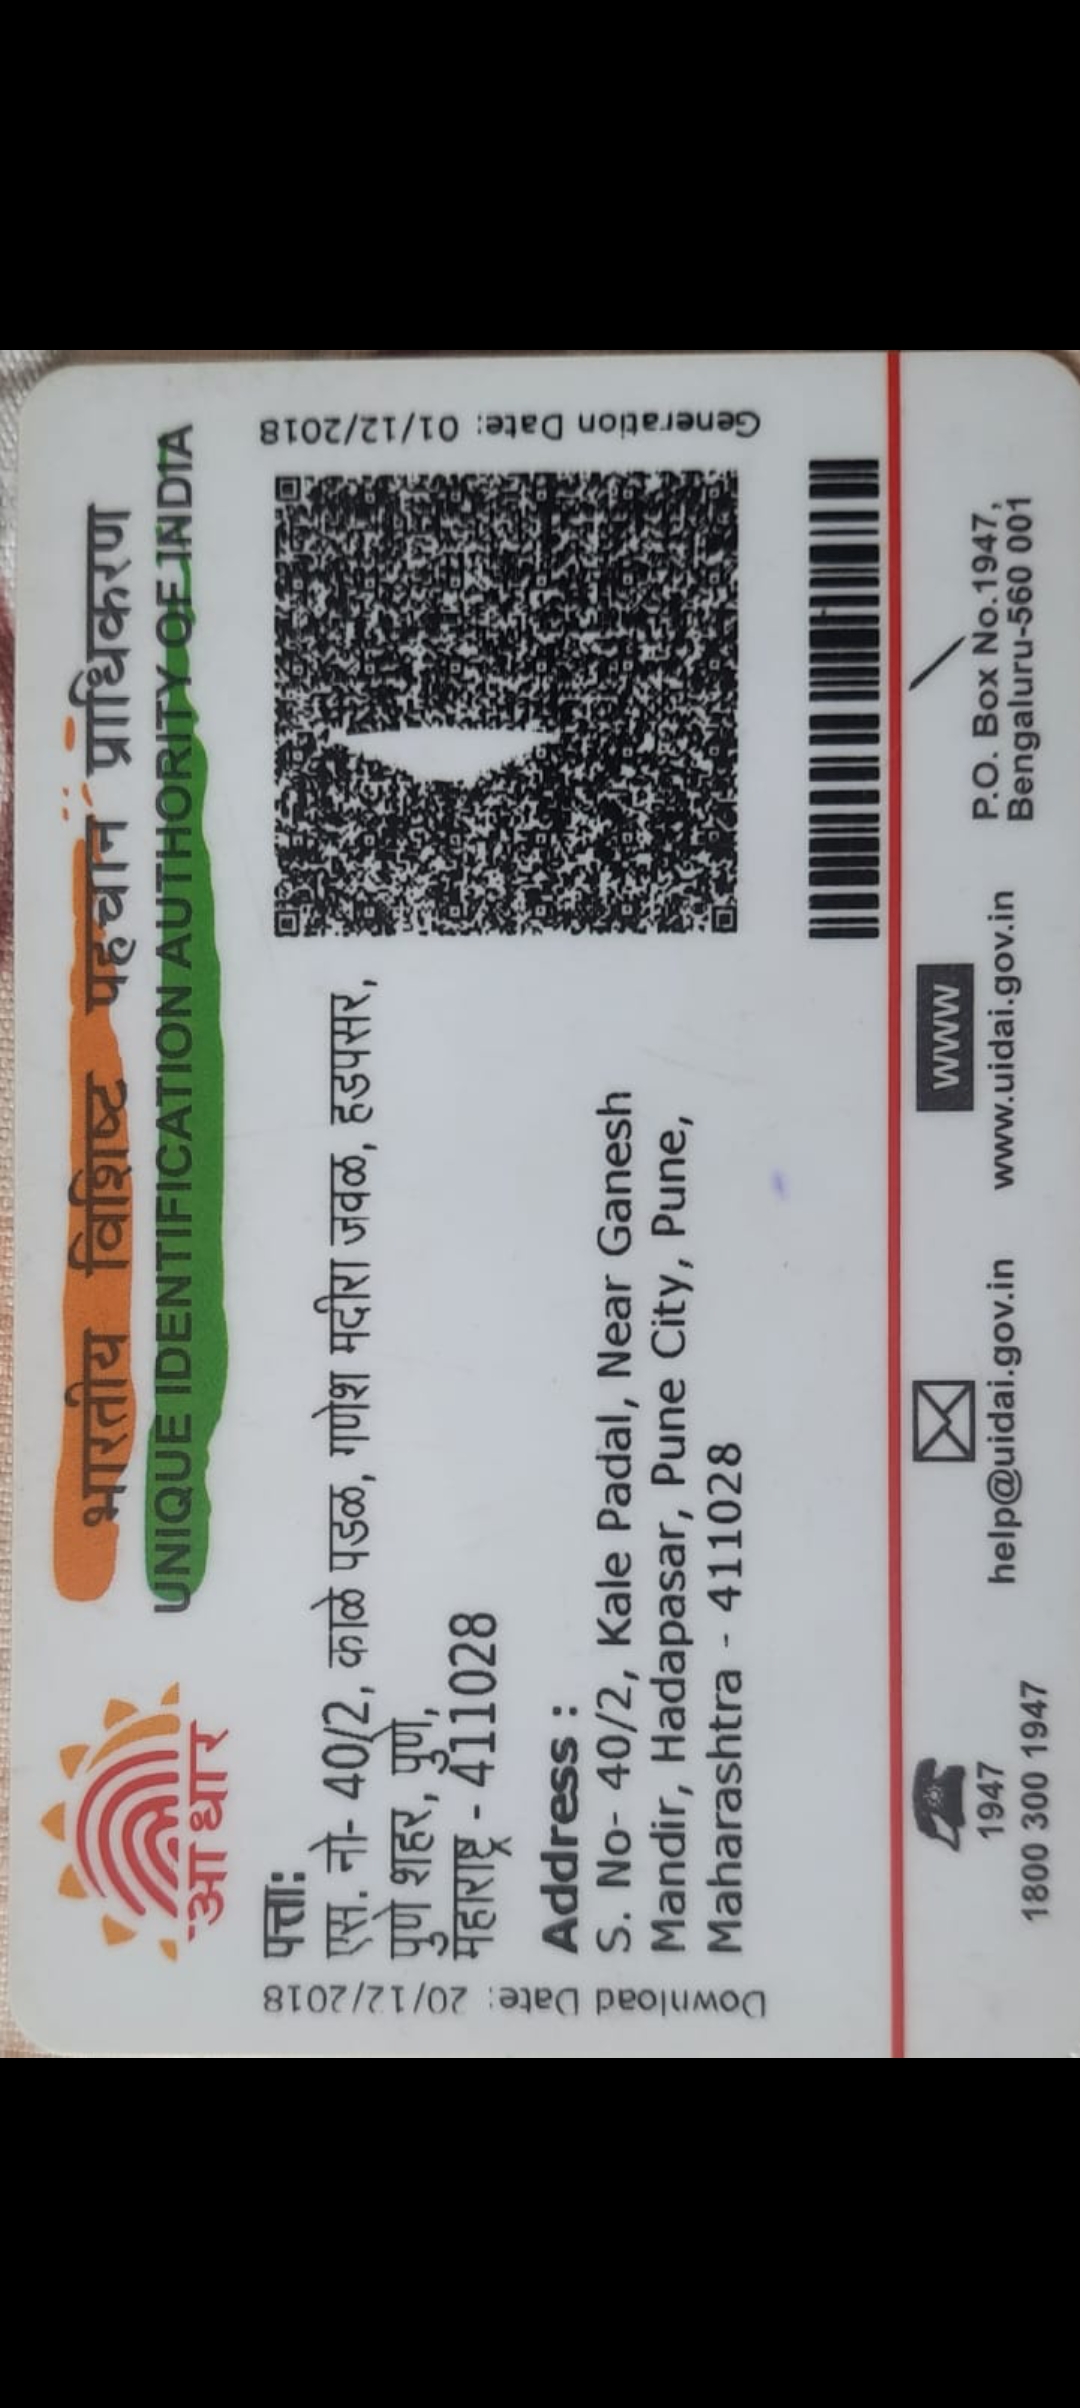 भारतीय विशिष्ट पहचान प्राधिकरण
UNIQUE IDENTIFICATION AUTHORITY OF INDIA
आधार
पत्ता:
एस. नो- 40/2, काळे पडळ, गणेश मदीरा जवळ, हडपसर,
पुणे शहर, पुणे,
महाराष्ट्र - 411028
Address :
S. No- 40/2, Kale Padal, Near Ganesh
Mandir, Hadapasar, Pune City, Pune,
Maharashtra - 411028
Download Date: 20/12/2018
Generation Date: 01/12/2018
1947
1800 300 1947
help@uidai.gov.in
WWW
www.uidai.gov.in
P.O. Box No.1947,
Bengaluru-560 001